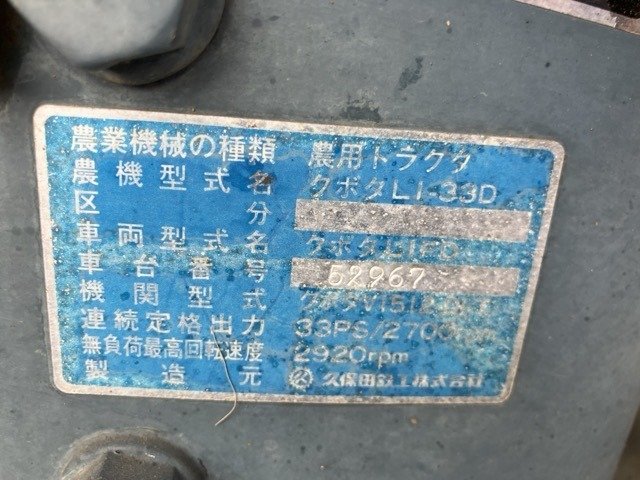 農業機械の種類 農用トラクタ
農機型式名 クボタL1-33D
区分
車両型式名 クボタL1FD
車台番号 52967
機関型式 クボタV1512
連続定格出力 33PS/2700
無負荷最高回転速度 2920rpm
製造元 久保田鉄工株式会社